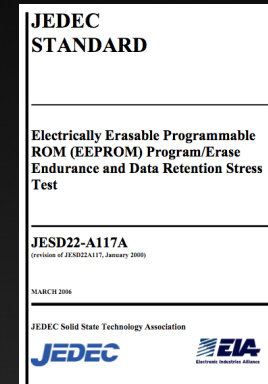 JEDEC
STANDARD
Electrically Erasable Programmable
ROM (EEPROM) Program/Erase
Endurance and Data Retention Stress
Test
JESD22-A117A
(revision of JESD22A117, January 2000)
MARCH 2006
JEDEC Solid State Technology Association
JEDEC
EIA
Electronic Industries Alliance